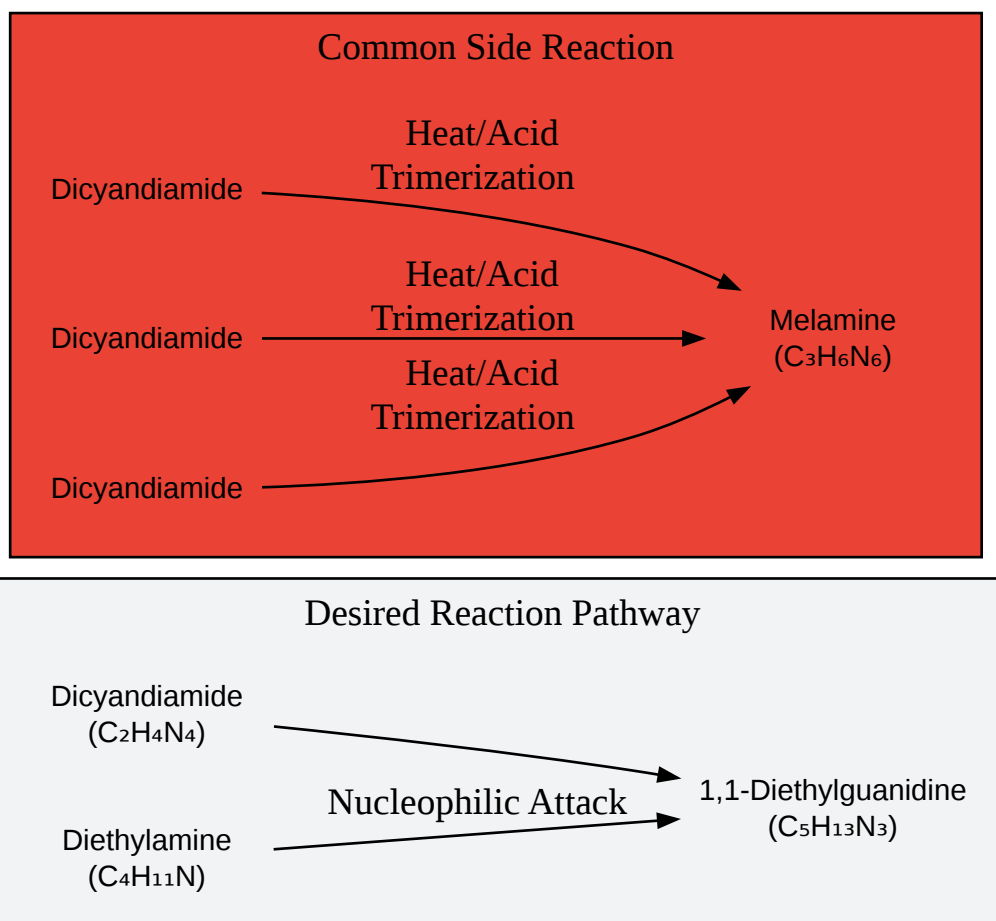 Common Side Reaction
Heat/Acid
Trimerization
Dicyandiamide
Heat/Acid
Trimerization
Dicyandiamide
Melamine
(C₃H₆N₆)
Heat/Acid
Trimerization
Dicyandiamide
Desired Reaction Pathway
Dicyandiamide
(C₂H₄N₄)
Nucleophilic Attack
1,1-Diethylguanidine
(C₅H₁₃N₃)
Diethylamine
(C₄H₁₁N)